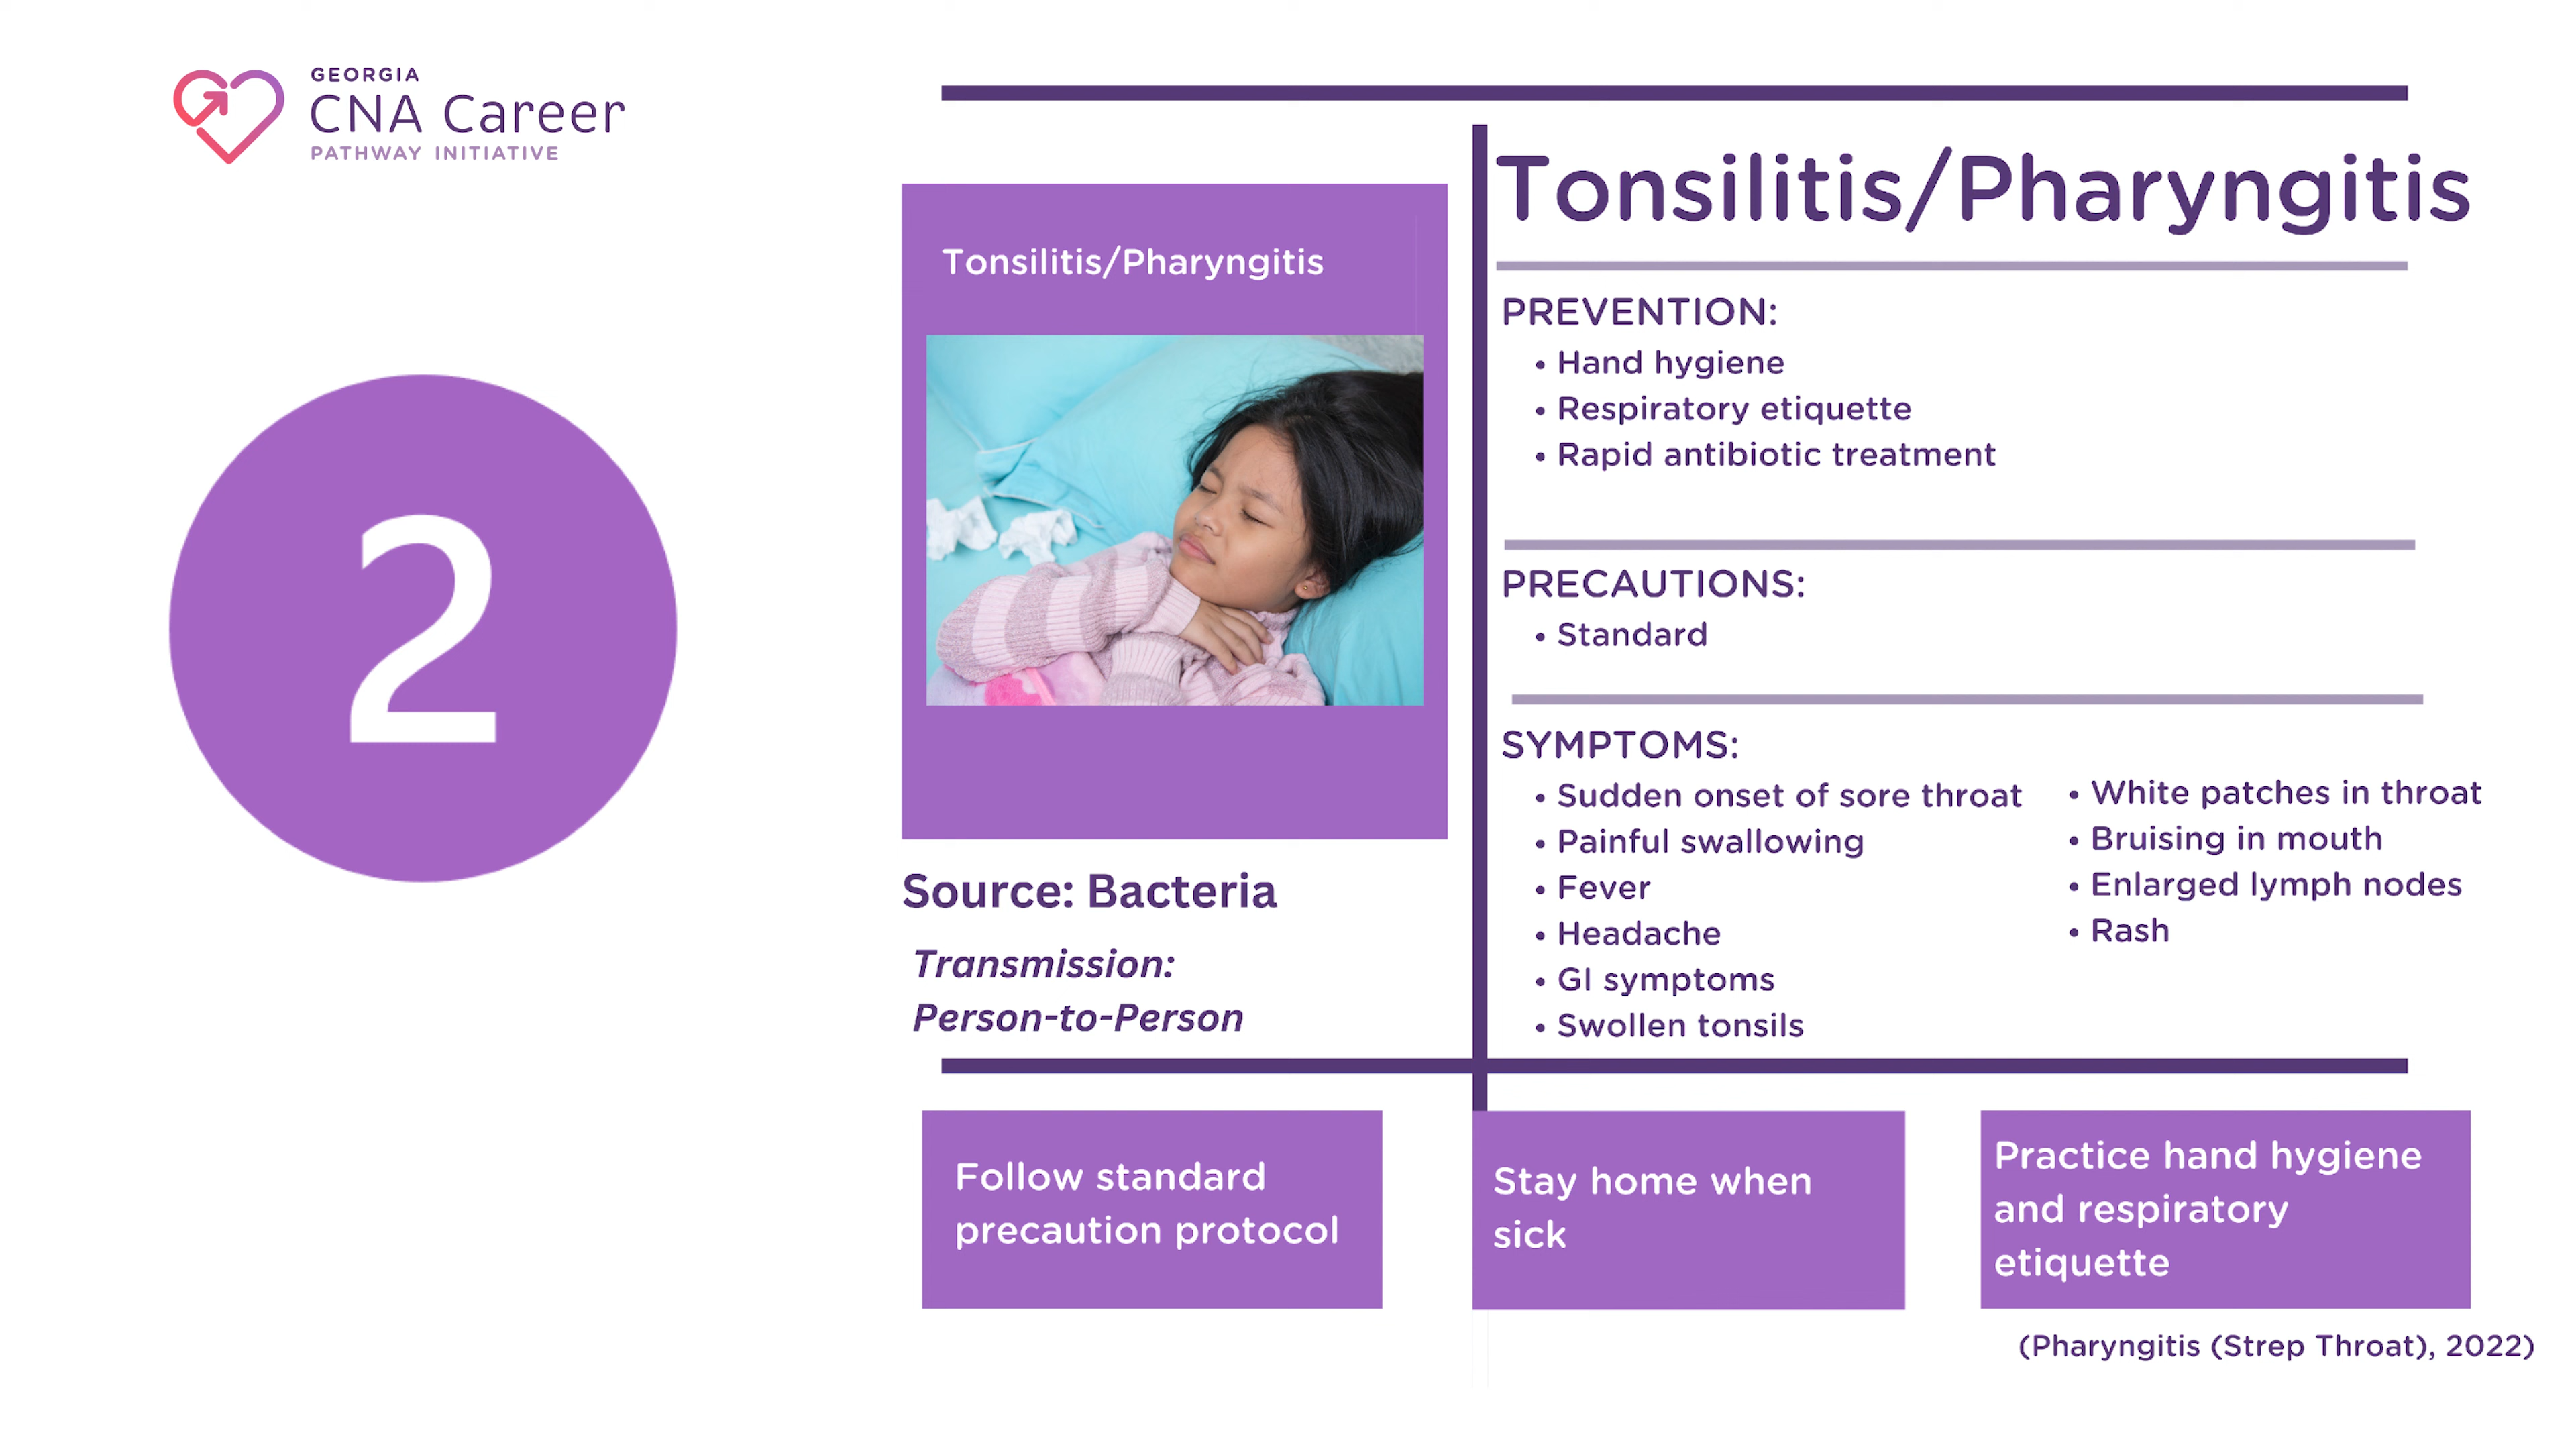 GEORGIA
CNA Career
PATHWAY INITIATIVE
2
Tonsilitis/Pharyngitis
Source: Bacteria
Transmission:
Person-to-Person
Tonsilitis/Pharyngitis
PREVENTION:
• Hand hygiene
• Respiratory etiquette
• Rapid antibiotic treatment
PRECAUTIONS:
• Standard
SYMPTOMS:
• Sudden onset of sore throat
• Painful swallowing
• Fever
• Headache
• GI symptoms
• Swollen tonsils
• White patches in throat
• Bruising in mouth
• Enlarged lymph nodes
• Rash
Follow standard
precaution protocol
Stay home when
sick
Practice hand hygiene
and respiratory
etiquette
(Pharyngitis (Strep Throat), 2022)